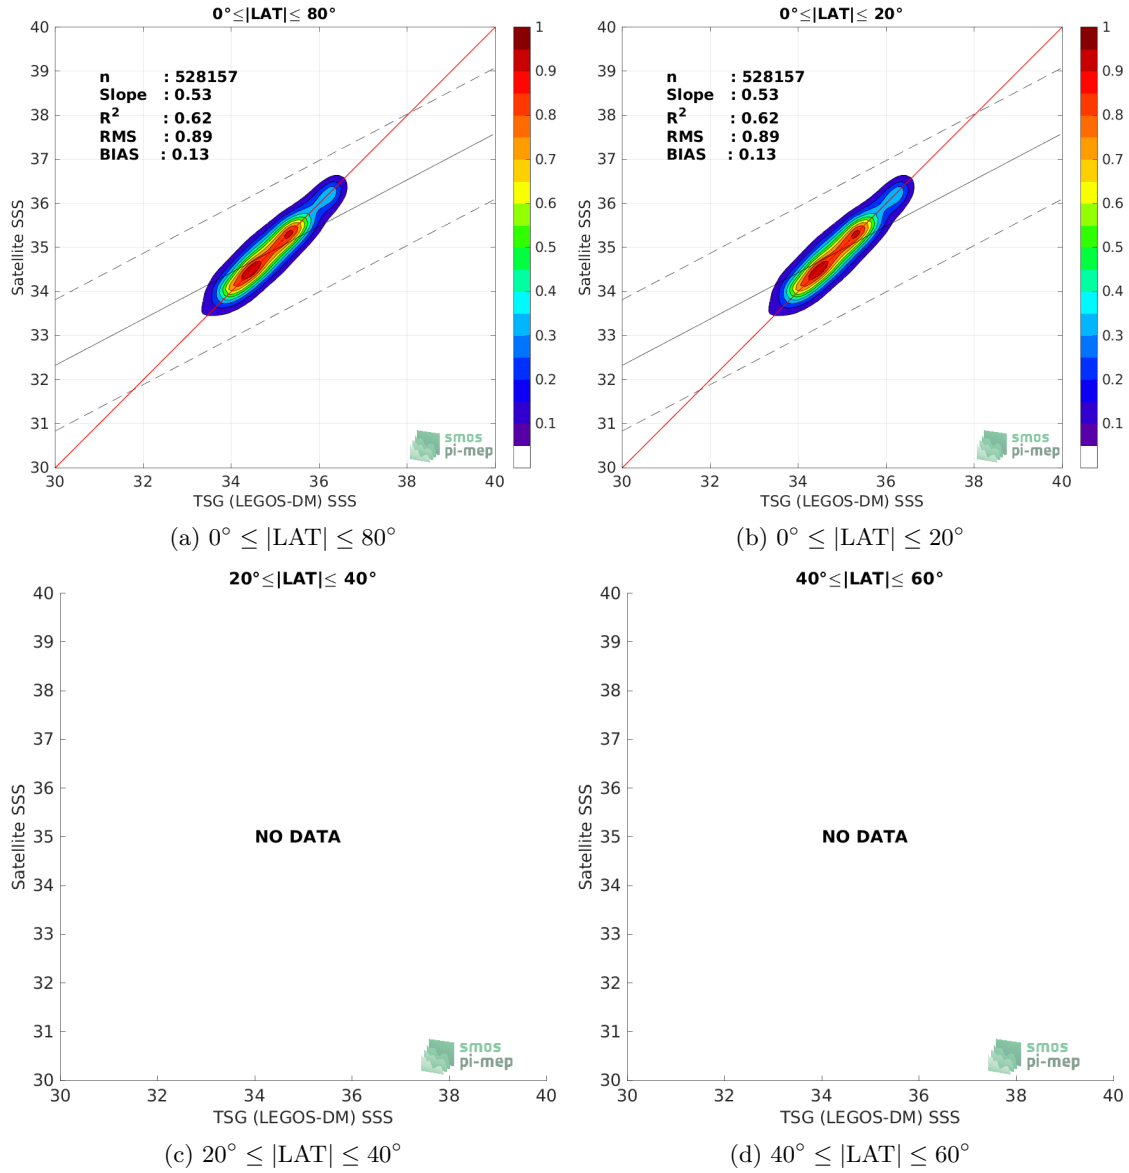 0°≤|LAT|≤ 80°
40
39
38
37
36
35
34
33
32
31
30
Satellite SSS
n : 528157
Slope : 0.53
R² : 0.62
RMS : 0.89
BIAS : 0.13
1
0.9
0.8
0.7
0.6
0.5
0.4
0.3
0.2
0.1
smos
pi-mep
30 32 34 36 38 40
TSG (LEGOS-DM) SSS
(a) 0° ≤ |LAT| ≤ 80°
0°≤|LAT|≤ 20°
40
39
38
37
36
35
34
33
32
31
30
Satellite SSS
n : 528157
Slope : 0.53
R² : 0.62
RMS : 0.89
BIAS : 0.13
1
0.9
0.8
0.7
0.6
0.5
0.4
0.3
0.2
0.1
smos
pi-mep
30 32 34 36 38 40
TSG (LEGOS-DM) SSS
(b) 0° ≤ |LAT| ≤ 20°
20°≤|LAT|≤ 40°
40
39
38
37
36
35
34
33
32
31
30
Satellite SSS
NO DATA
smos
pi-mep
30 32 34 36 38 40
TSG (LEGOS-DM) SSS
(c) 20° ≤ |LAT| ≤ 40°
40°≤|LAT|≤ 60°
40
39
38
37
36
35
34
33
32
31
30
Satellite SSS
NO DATA
smos
pi-mep
30 32 34 36 38 40
TSG (LEGOS-DM) SSS
(d) 40° ≤ |LAT| ≤ 60°